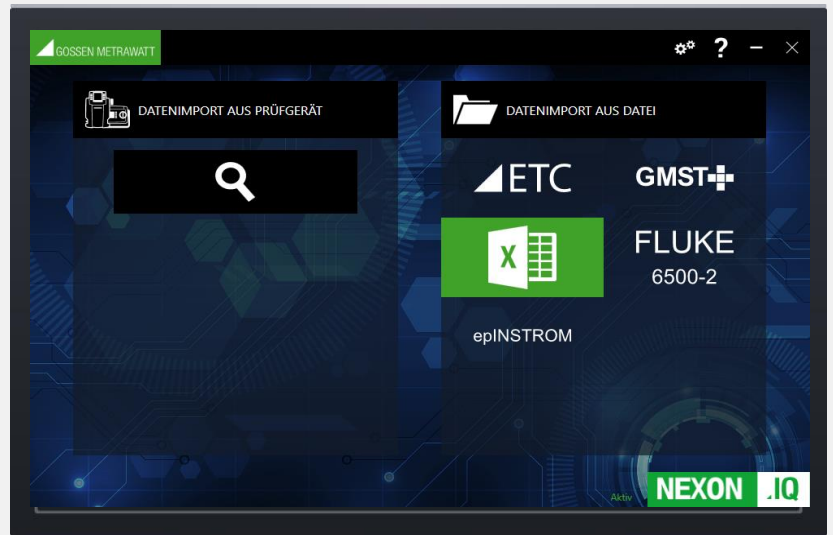 GOSSEN METRAWATT
?
DATENIMPORT AUS PRÜFGERÄT
DATENIMPORT AUS DATEI
ETC
GMST
X
FLUKE
6500-2
epINSTROM
Aktiv
NEXON .IQ